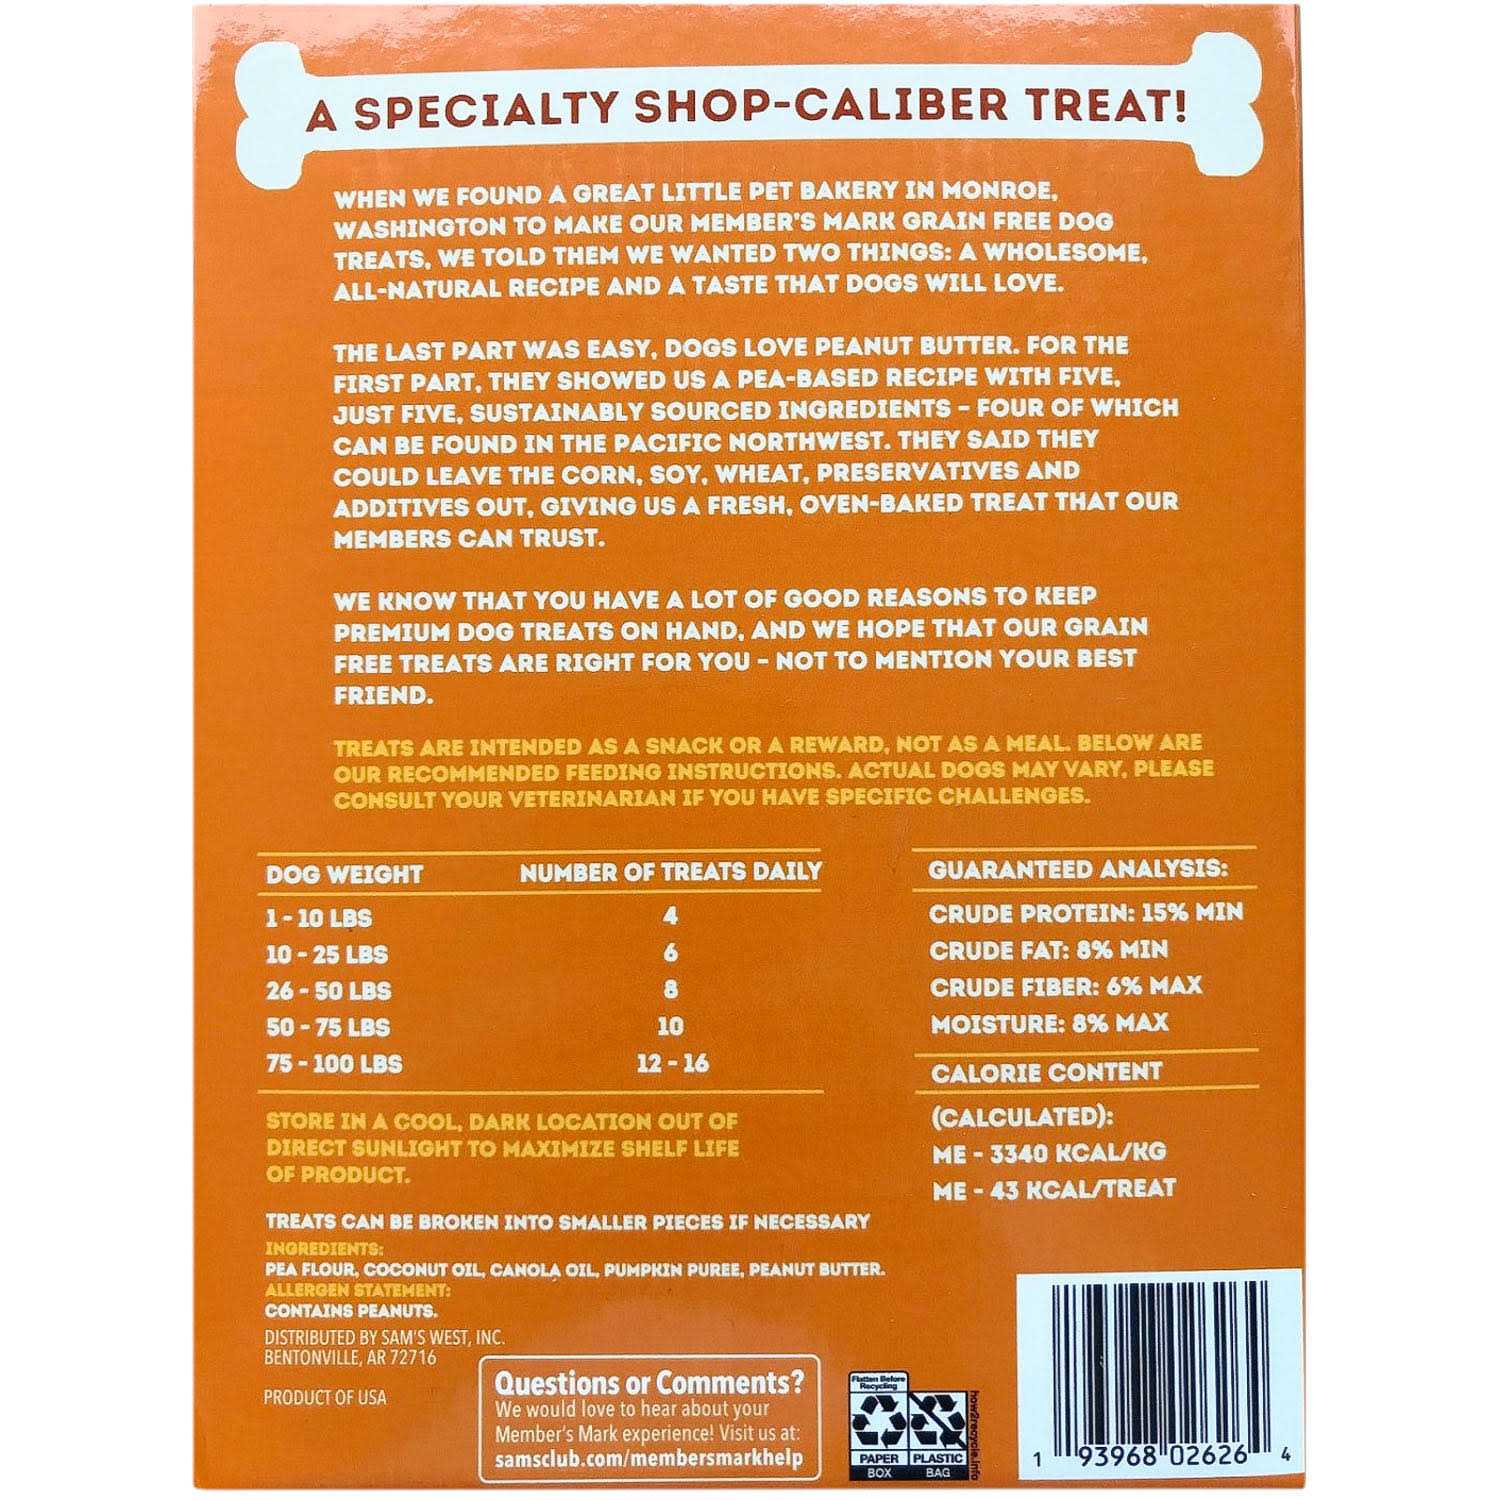 A SPECIALTY SHOP-CALIBER TREAT!
WHEN WE FOUND A GREAT LITTLE PET BAKERY IN MONROE,
WASHINGTON TO MAKE OUR MEMBER'S MARK GRAIN FREE DOG
TREATS, WE TOLD THEM WE WANTED TWO THINGS: A WHOLESOME,
ALL-NATURAL RECIPE AND A TASTE THAT DOGS WILL LOVE.
THE LAST PART WAS EASY, DOGS LOVE PEANUT BUTTER. FOR THE
FIRST PART, THEY SHOWED US A PEA-BASED RECIPE WITH FIVE,
JUST FIVE, SUSTAINABLY SOURCED INGREDIENTS - FOUR OF WHICH
CAN BE FOUND IN THE PACIFIC NORTHWEST. THEY SAID THEY
COULD LEAVE THE CORN, SOY, WHEAT, PRESERVATIVES AND
ADDITIVES OUT, GIVING US A FRESH, OVEN-BAKED TREAT THAT OUR
MEMBERS CAN TRUST.
WE KNOW THAT YOU HAVE A LOT OF GOOD REASONS TO KEEP
PREMIUM DOG TREATS ON HAND, AND WE HOPE THAT OUR GRAIN
FREE TREATS ARE RIGHT FOR YOU - NOT TO MENTION YOUR BEST
FRIEND.
TREATS ARE INTENDED AS A SNACK OR A REWARD, NOT AS A MEAL. BELOW ARE
OUR RECOMMENDED FEEDING INSTRUCTIONS. ACTUAL DOGS MAY VARY, PLEASE
CONSULT YOUR VETERINARIAN IF YOU HAVE SPECIFIC CHALLENGES.
DOG WEIGHT NUMBER OF TREATS DAILY
1 - 10 LBS 4
10 - 25 LBS 6
26 - 50 LBS 8
50 - 75 LBS 10
75 - 100 LBS 12 - 16
GUARANTEED ANALYSIS:
CRUDE PROTEIN: 15% MIN
CRUDE FAT: 8% MIN
CRUDE FIBER: 6% MAX
MOISTURE: 8% MAX
CALORIE CONTENT
(CALCULATED):
ME - 3340 KCAL/KG
ME - 43 KCAL/TREAT
STORE IN A COOL, DARK LOCATION OUT OF
DIRECT SUNLIGHT TO MAXIMIZE SHELF LIFE
OF PRODUCT.
TREATS CAN BE BROKEN INTO SMALLER PIECES IF NECESSARY
INGREDIENTS:
PEA FLOUR, COCONUT OIL, CANOLA OIL, PUMPKIN PUREE, PEANUT BUTTER.
ALLERGEN STATEMENT:
CONTAINS PEANUTS.
DISTRIBUTED BY SAM'S WEST, INC.
BENTONVILLE, AR 72716
PRODUCT OF USA
Questions or Comments?
We would love to hear about your
Member's Mark experience! Visit us at:
samsclub.com/membersmarkhelp
Flatten Before
Recycling
PAPER PLASTIC
BOX BAG
how2recycle.info
1 93968 02626 4